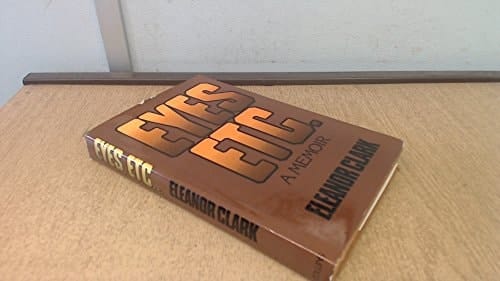 EYES
ETC.
A MEMOIR
ELEANOR CLARK
EYES ETC.
ELEANOR CLARK